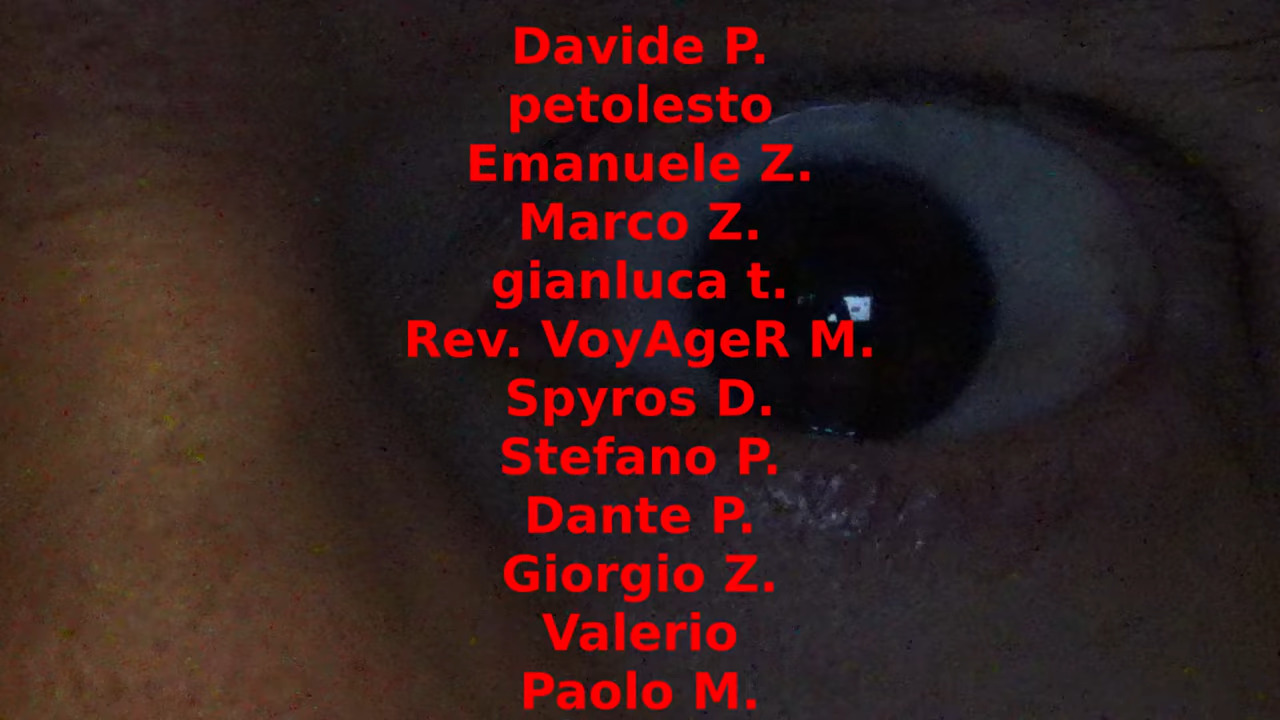 Davide P.
petolesto
Emanuele Z.
Marco Z.
gianluca t.
Rev. VoyAgeR M.
Spyros D.
Stefano P.
Dante P.
Giorgio Z.
Valerio
Paolo M.